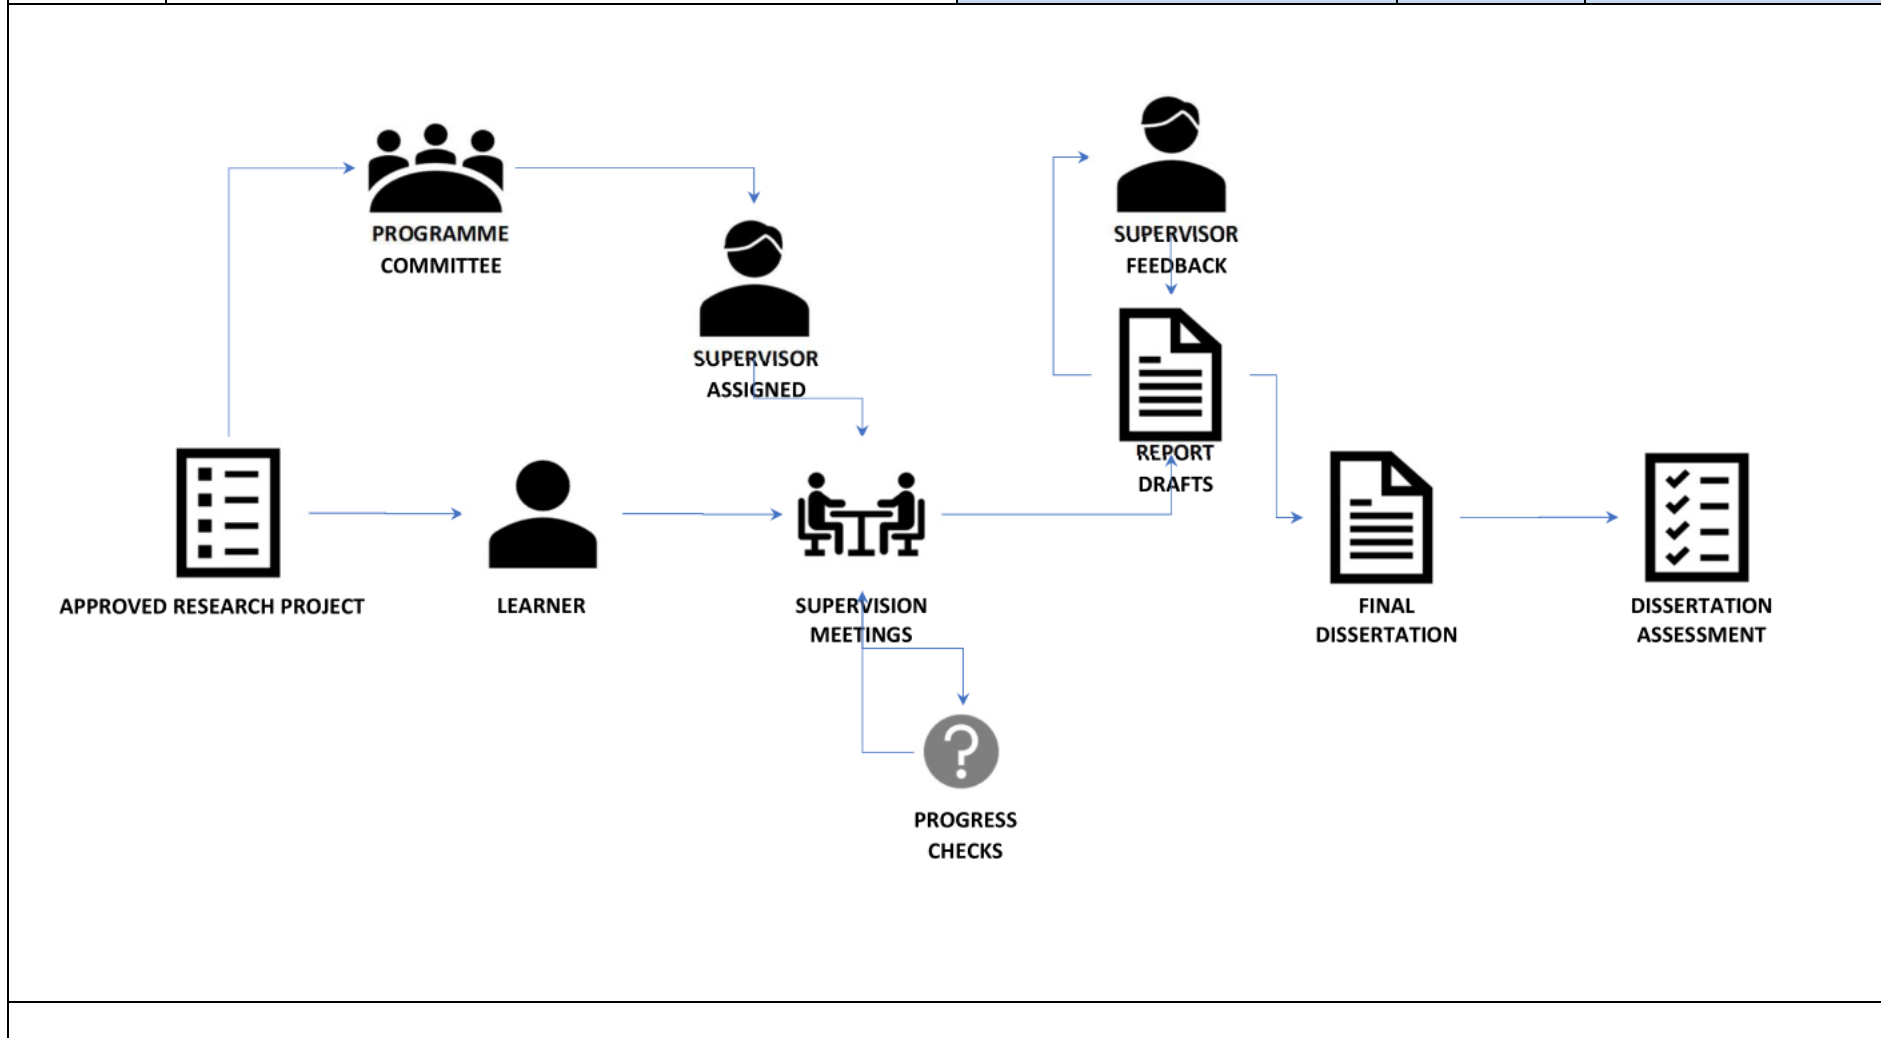 PROGRAMME
COMMITTEE
SUPERVISOR
ASSIGNED
SUPERVISOR
FEEDBACK
REPORT
DRAFTS
APPROVED RESEARCH PROJECT
LEARNER
SUPERVISION
MEETINGS
FINAL
DISSERTATION
DISSERTATION
ASSESSMENT
?
PROGRESS
CHECKS